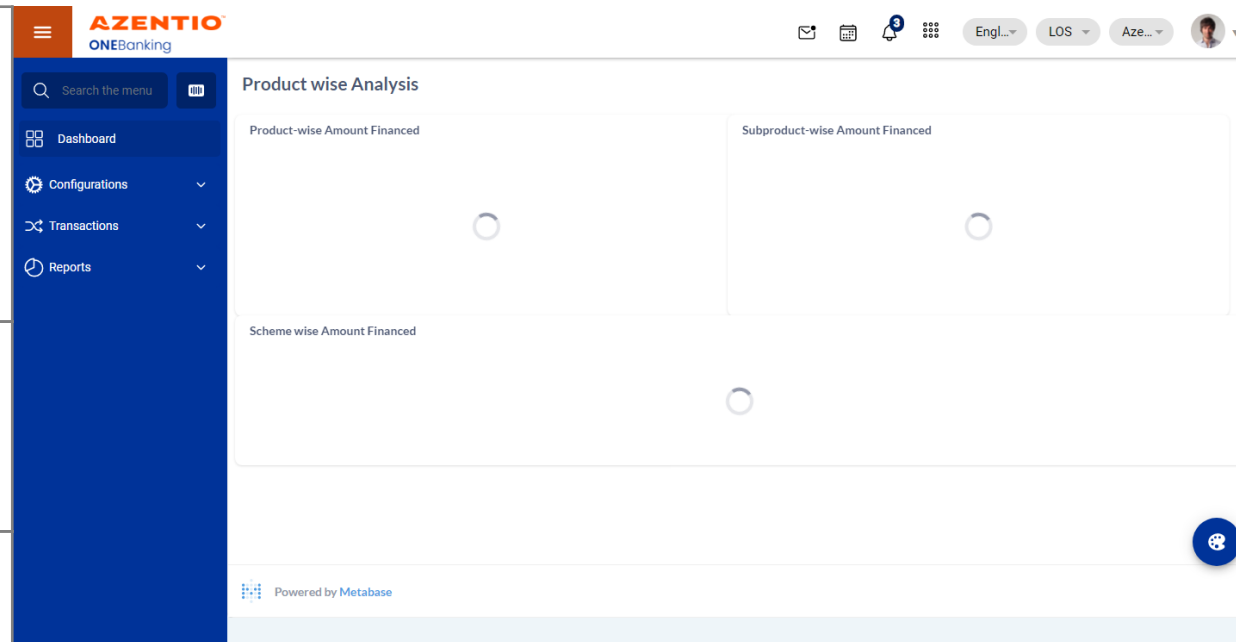 AZENTIO
ONEBanking
3
Engl...
LOS
Aze...
Search the menu
Dashboard
Configurations
Transactions
Reports
Product wise Analysis
Product-wise Amount Financed
Subproduct-wise Amount Financed
Scheme wise Amount Financed
Powered by Metabase